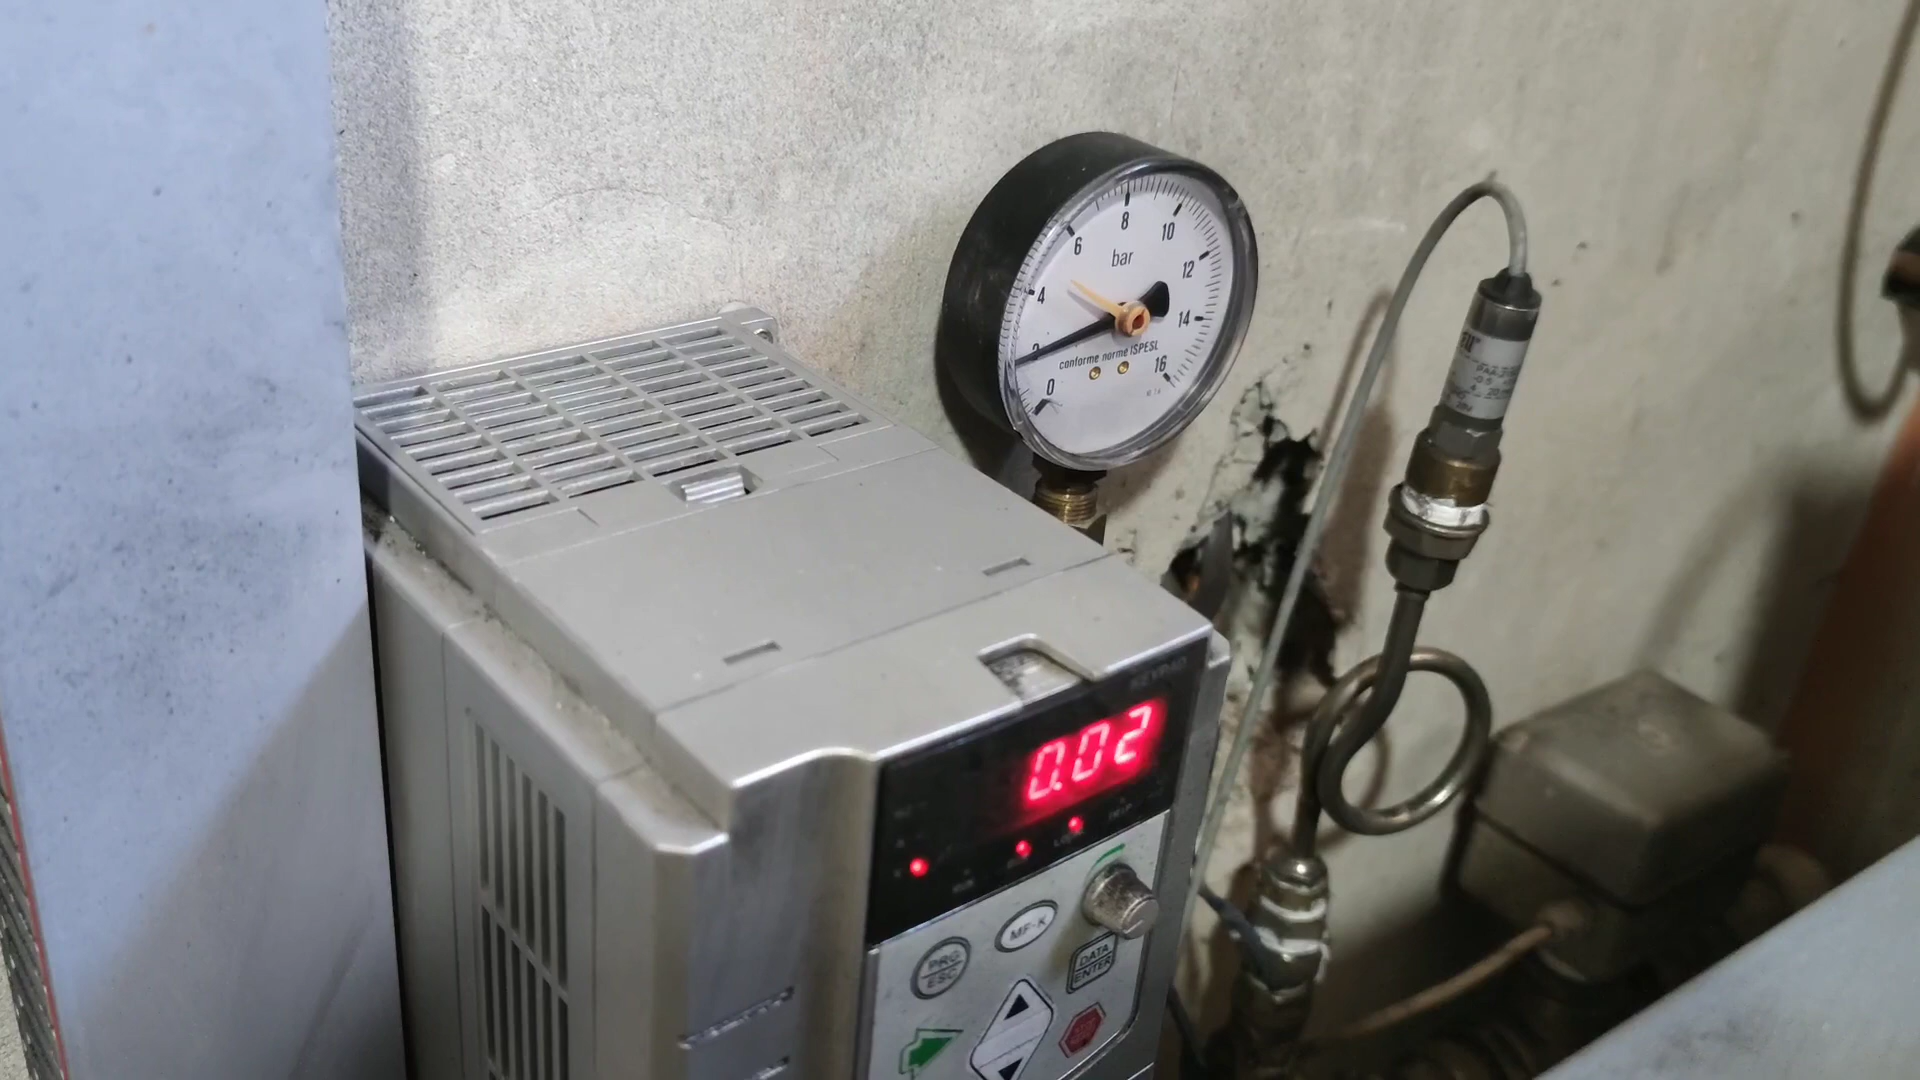 8
10
6
bar
12
4
14
2
conforme norme ISPESL
16
0
KEYPAD
0.02
MF-K
PRG
ESC
DATA
ENTER